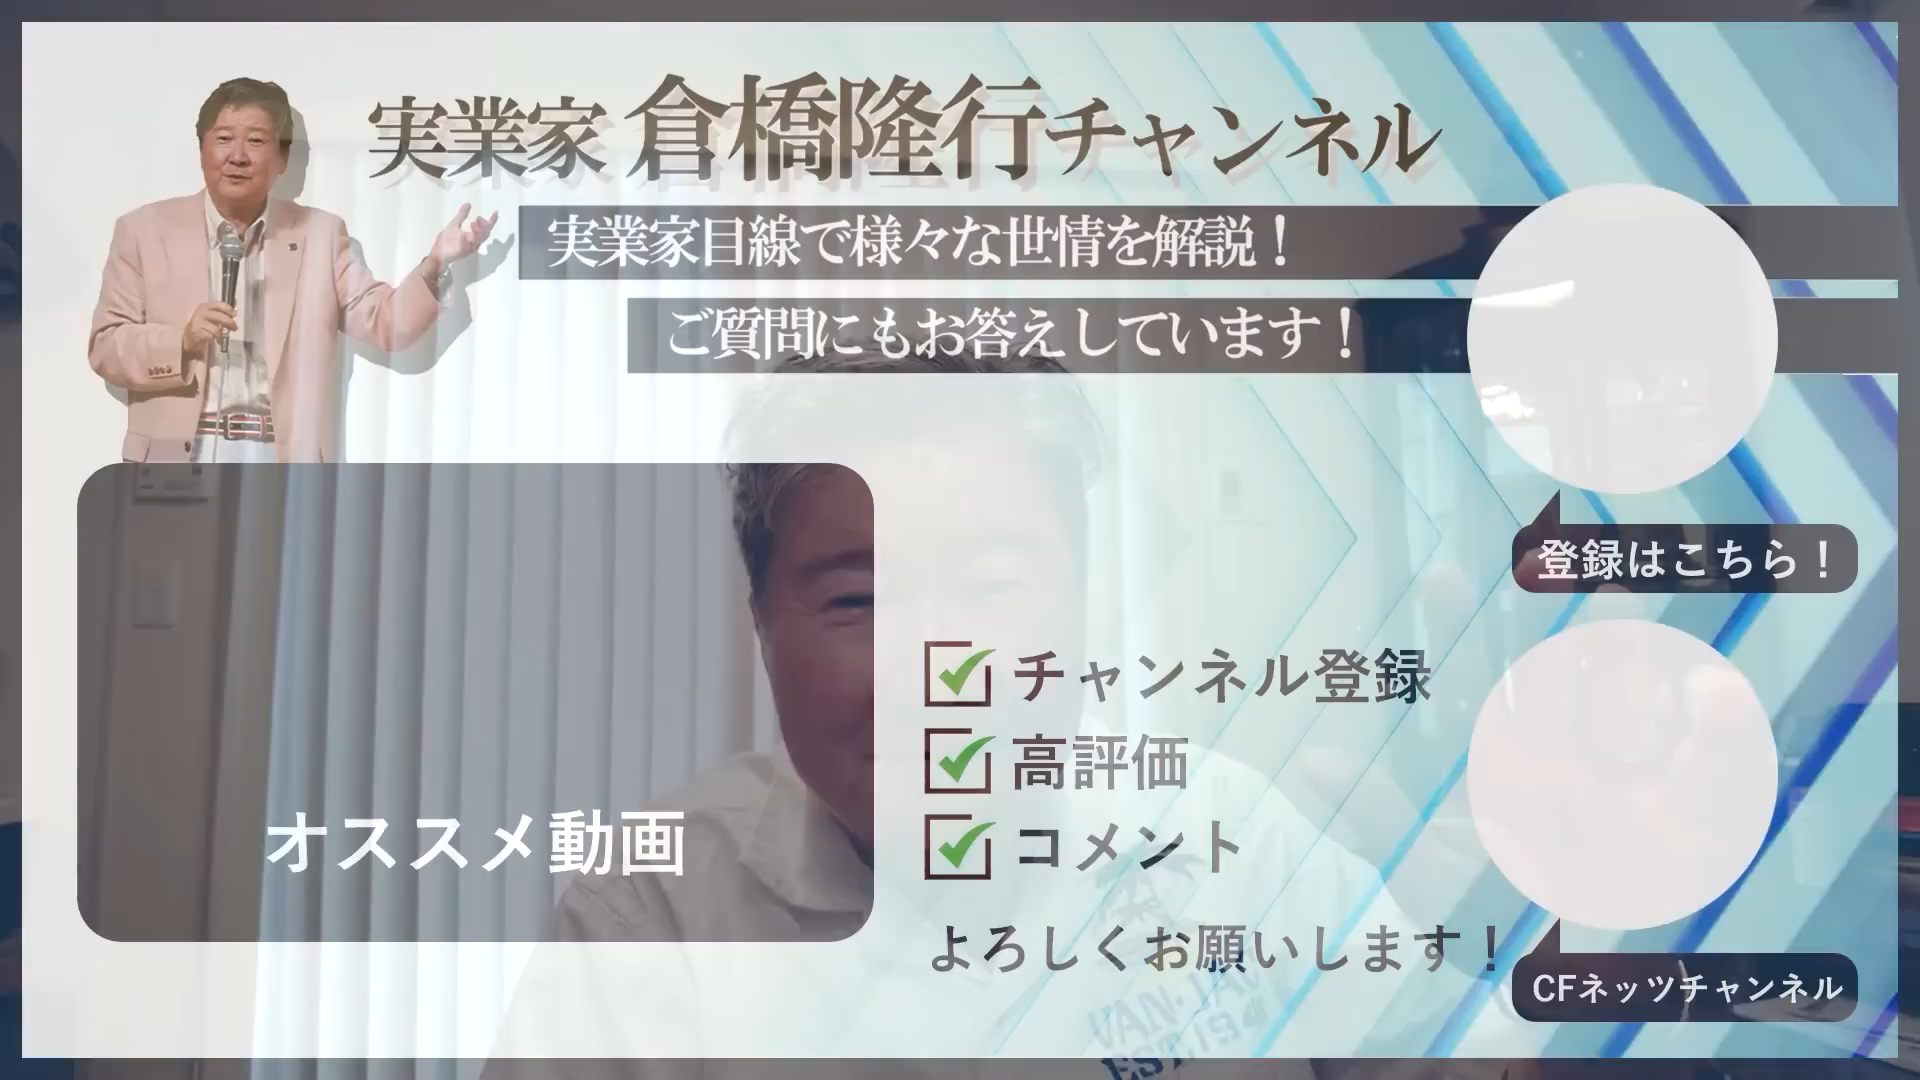 実業家 倉橋隆行チャンネル
実業家目線で様々な世情を解説！
ご質問にもお答えしています！
登録はこちら！
オススメ動画
チャンネル登録
高評価
コメント
よろしくお願いします！
CFネッツチャンネル
VAN・JAC
EST.1954